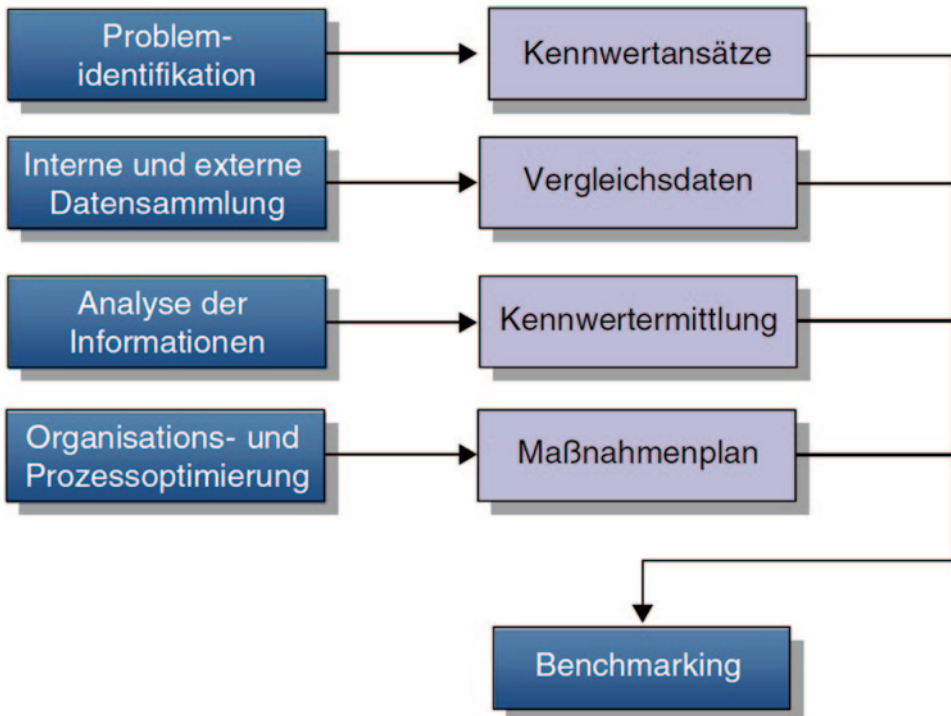 Problem-
identifikation
Kennwertansätze
Interne und externe
Datensammlung
Vergleichsdaten
Analyse der
Informationen
Kennwertermittlung
Organisations- und
Prozessoptimierung
Maßnahmenplan
Benchmarking